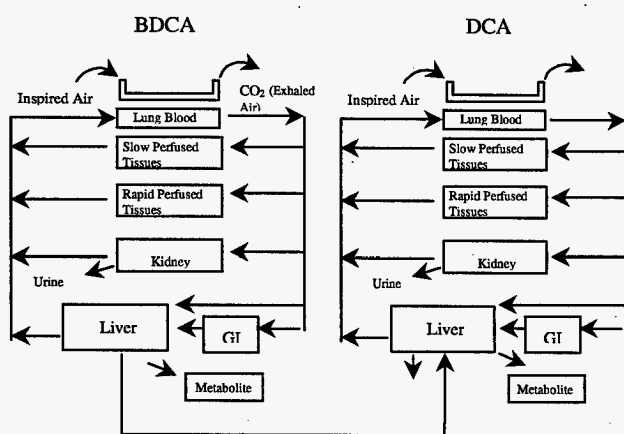 BDCA
Inspired Air
CO₂ (Exhaled
Air)
Lung Blood
Slow Perfused
Tissues
Rapid Perfused
Tissues
Kidney
Urine
Liver
GI
Metabolite
DCA
Inspired Air
Lung Blood
Slow Perfused
Tissues
Rapid Perfused
Tissues
Kidney
Urine
Liver
GI
Metabolite